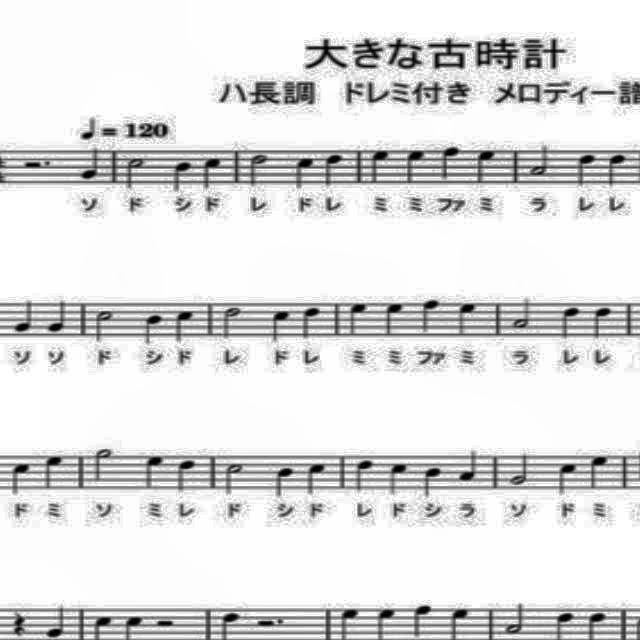 大きな古時計
ハ長調 ドレミ付き メロディー譜
= 120
ソ ド シ ド レ ド レ ミ ミ ファ ミ ラ レ レ
ソ ソ ド シ ド レ ド レ ミ ミ ファ ミ ラ レ レ
ド ミ ソ ミ レ ド シ ド レ ド シ ラ ソ ド ミ